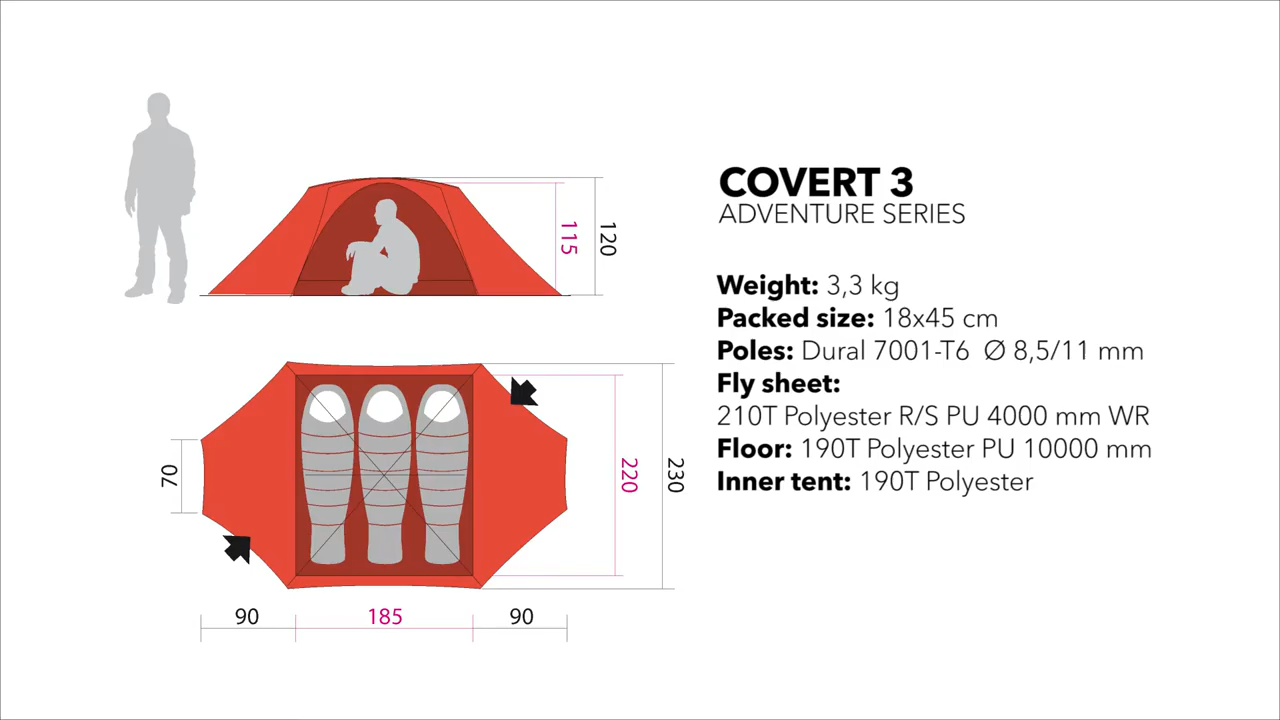 COVERT 3
ADVENTURE SERIES
115
120
Weight: 3,3 kg
Packed size: 18x45 cm
Poles: Dural 7001-T6 Ø 8,5/11 mm
Fly sheet:
210T Polyester R/S PU 4000 mm WR
Floor: 190T Polyester PU 10000 mm
Inner tent: 190T Polyester
70
220
230
90
185
90